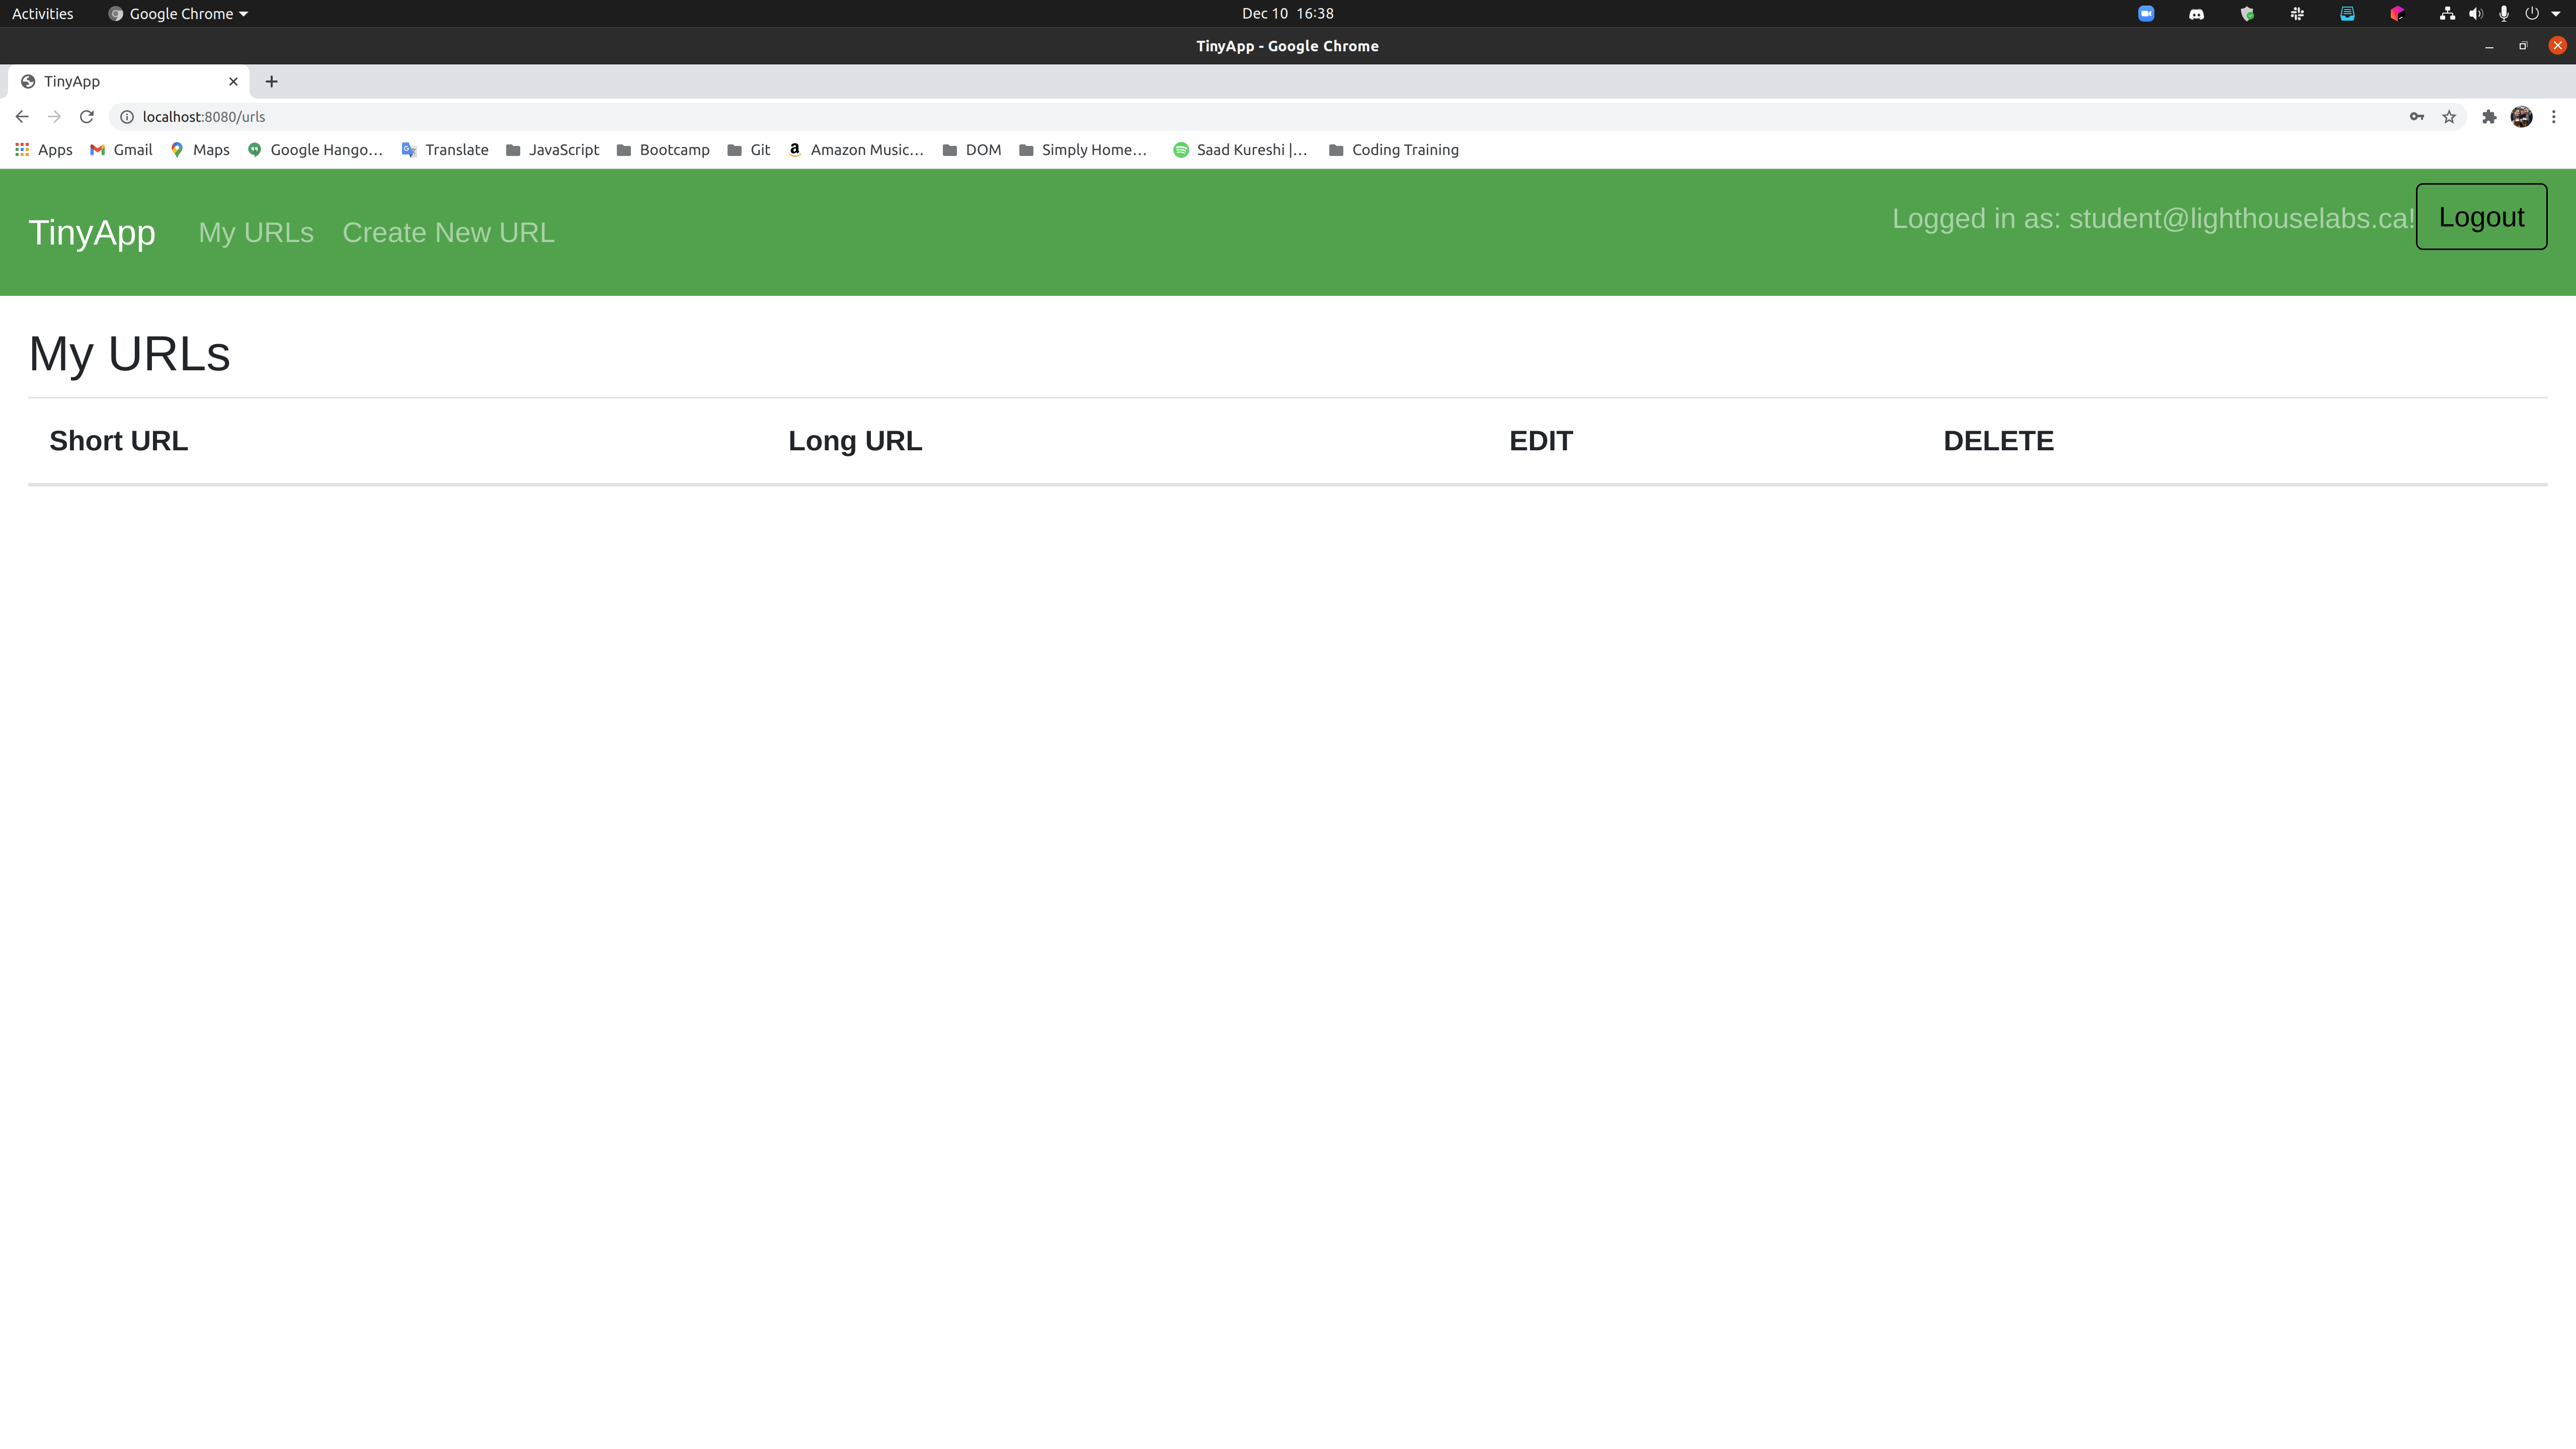 Activities Google Chrome Dec 10 16:38
TinyApp - Google Chrome
TinyApp
localhost:8080/urls
Apps Gmail Maps Google Hango… Translate JavaScript Bootcamp Git Amazon Music… DOM Simply Home… Saad Kureshi |… Coding Training
TinyApp My URLs Create New URL Logged in as: student@lighthouselabs.ca! Logout
My URLs
Short URL Long URL EDIT DELETE